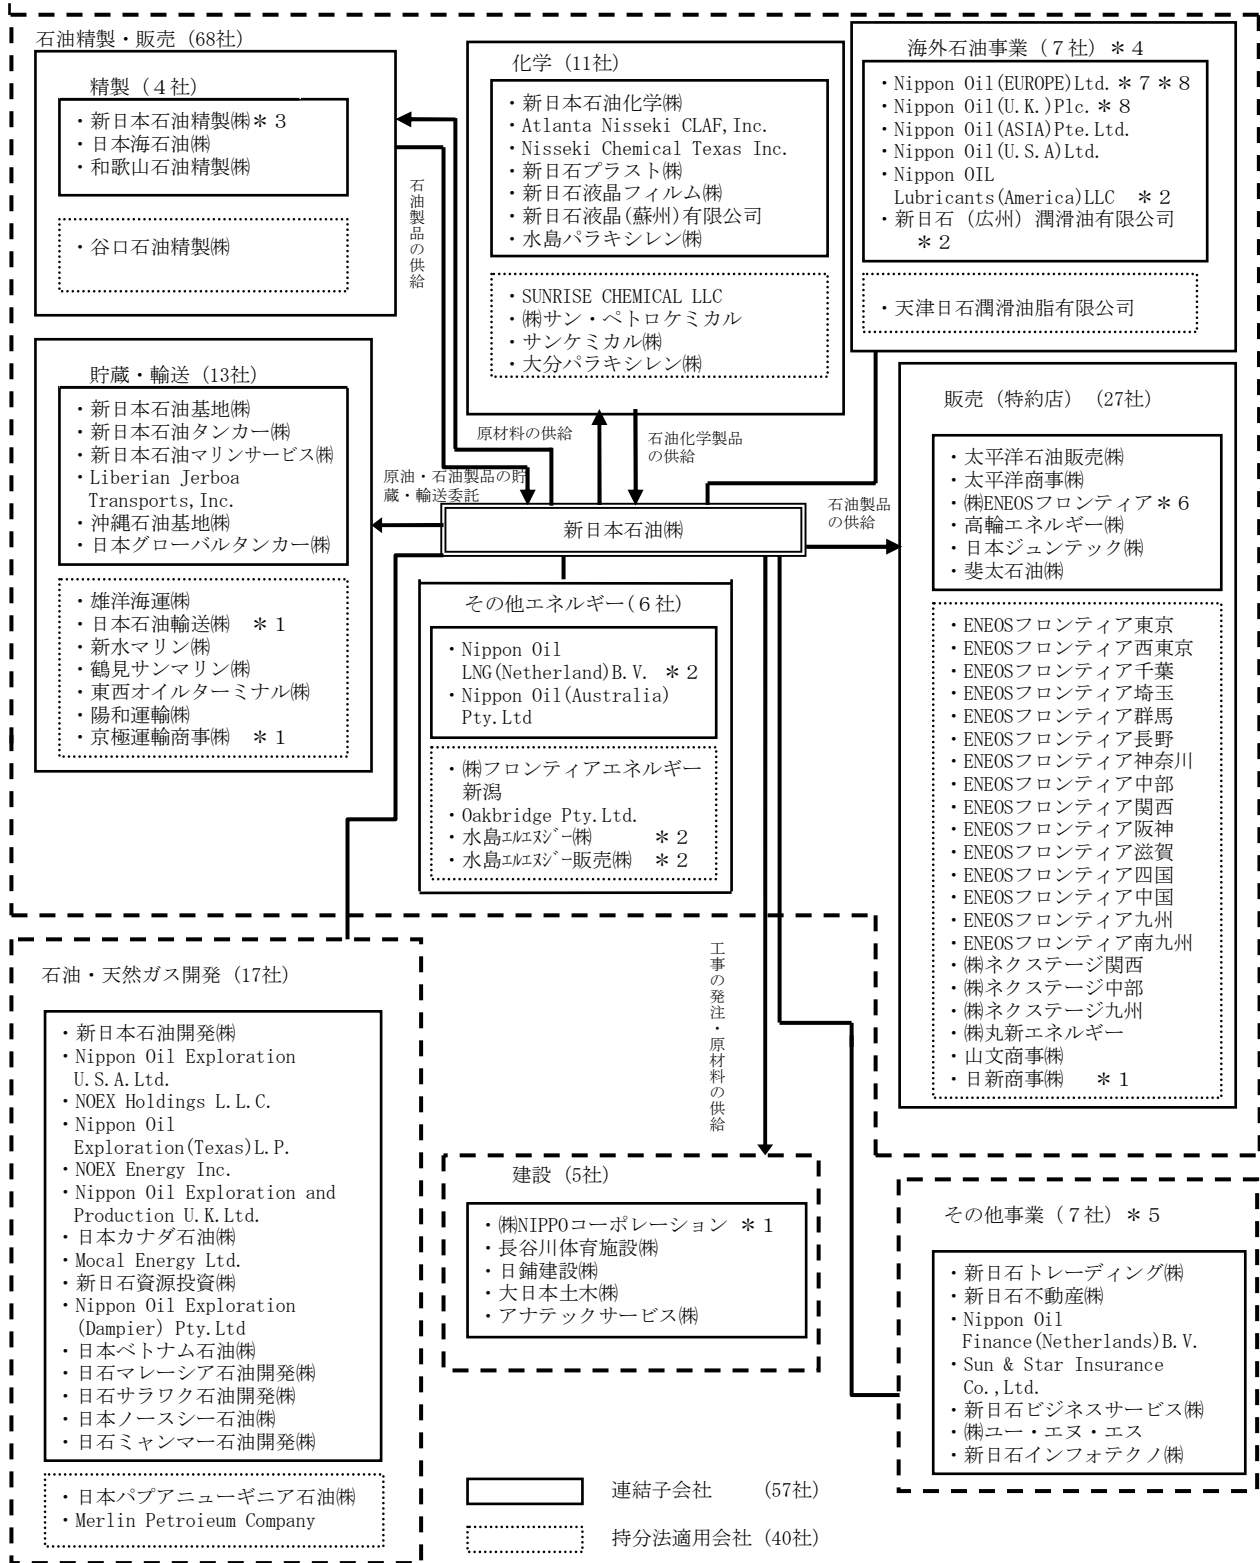 石油精製・販売 (68社)
精製（４社）
・新日本石油精製㈱＊３
・日本海石油㈱
・和歌山石油精製㈱
・谷口石油精製㈱
石油製品の供給
化学 (11社)
・新日本石油化学㈱
・Atlanta Nisseki CLAF,Inc.
・Nisseki Chemical Texas Inc.
・新日石プラスト㈱
・新日石液晶フィルム㈱
・新日石液晶(蘇州)有限公司
・水島パラキシレン㈱
・SUNRISE CHEMICAL LLC
・㈱サン・ペトロケミカル
・サンケミカル㈱
・大分パラキシレン㈱
海外石油事業（７社）＊４
・Nippon Oil(EUROPE)Ltd.＊７＊８
・Nippon Oil(U.K.)Plc.＊８
・Nippon Oil(ASIA)Pte.Ltd.
・Nippon Oil(U.S.A)Ltd.
・Nippon OIL
Lubricants(America)LLC ＊２
・新日石（広州）潤滑油有限公司
＊２
・天津日石潤滑油脂有限公司
貯蔵・輸送 (13社)
・新日本石油基地㈱
・新日本石油タンカー㈱
・新日本石油マリンサービス㈱
・Liberian Jerboa
Transports,Inc.
・沖縄石油基地㈱
・日本グローバルタンカー㈱
・雄洋海運㈱
・日本石油輸送㈱ ＊１
・新水マリン㈱
・鶴見サンマリン㈱
・東西オイルターミナル㈱
・陽和運輸㈱
・京極運輸商事㈱ ＊１
原材料の供給
石油化学製品
の供給
原油・石油製品の貯
蔵・輸送委託
新日本石油㈱
石油製品
の供給
販売（特約店）（27社）
・太平洋石油販売㈱
・太平洋商事㈱
・㈱ENEOSフロンティア＊６
・高輪エネルギー㈱
・日本ジュンテック㈱
・斐太石油㈱
・ENEOSフロンティア東京
・ENEOSフロンティア西東京
・ENEOSフロンティア千葉
・ENEOSフロンティア埼玉
・ENEOSフロンティア群馬
・ENEOSフロンティア長野
・ENEOSフロンティア神奈川
・ENEOSフロンティア中部
・ENEOSフロンティア関西
・ENEOSフロンティア阪神
・ENEOSフロンティア滋賀
・ENEOSフロンティア四国
・ENEOSフロンティア中国
・ENEOSフロンティア九州
・ENEOSフロンティア南九州
・㈱ネクステージ関西
・㈱ネクステージ中部
・㈱ネクステージ九州
・㈱丸新エネルギー
・山文商事㈱
・日新商事㈱ ＊１
その他エネルギー(６社)
・Nippon Oil
LNG(Netherland)B.V. ＊２
・Nippon Oil(Australia)
Pty.Ltd
・㈱フロンティアエネルギー
新潟
・Oakbridge Pty.Ltd.
・水島ｴﾙｴﾇｼﾞｰ㈱ ＊２
・水島ｴﾙｴﾇｼﾞｰ販売㈱ ＊２
石油・天然ガス開発 (17社)
・新日本石油開発㈱
・Nippon Oil Exploration
U.S.A.Ltd.
・NOEX Holdings L.L.C.
・Nippon Oil
Exploration(Texas)L.P.
・NOEX Energy Inc.
・Nippon Oil Exploration and
Production U.K.Ltd.
・日本カナダ石油㈱
・Mocal Energy Ltd.
・新日石資源投資㈱
・Nippon Oil Exploration
(Dampier) Pty.Ltd
・日本ベトナム石油㈱
・日石マレーシア石油開発㈱
・日石サラワク石油開発㈱
・日本ノースシー石油㈱
・日石ミャンマー石油開発㈱
・日本パプアニューギニア石油㈱
・Merlin Petroieum Company
工事の発注・原材料の供給
建設 (5社)
・㈱NIPPOコーポレーション ＊１
・長谷川体育施設㈱
・日鋪建設㈱
・大日本土木㈱
・アナテックサービス㈱
その他事業（７社）＊５
・新日石トレーディング㈱
・新日石不動産㈱
・Nippon Oil
Finance(Netherlands)B.V.
・Sun & Star Insurance
Co.,Ltd.
・新日石ビジネスサービス㈱
・㈱ユー・エヌ・エス
・新日石インフォテクノ㈱
連結子会社 (57社)
持分法適用会社 (40社)